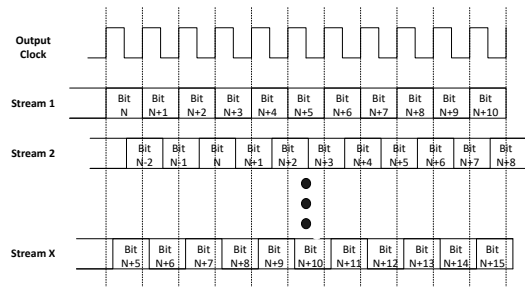 Output
Clock
Stream 1
Bit Bit Bit Bit Bit Bit Bit Bit Bit Bit Bit
N N+1 N+2 N+3 N+4 N+5 N+6 N+7 N+8 N+9 N+10
Stream 2
Bit Bit Bit Bit Bit Bit Bit Bit Bit Bit Bit
N-2 N-1 N N+1 N+2 N+3 N+4 N+5 N+6 N+7 N+8
Stream X
Bit Bit Bit Bit Bit Bit Bit Bit Bit Bit Bit
N+5 N+6 N+7 N+8 N+9 N+10 N+11 N+12 N+13 N+14 N+15